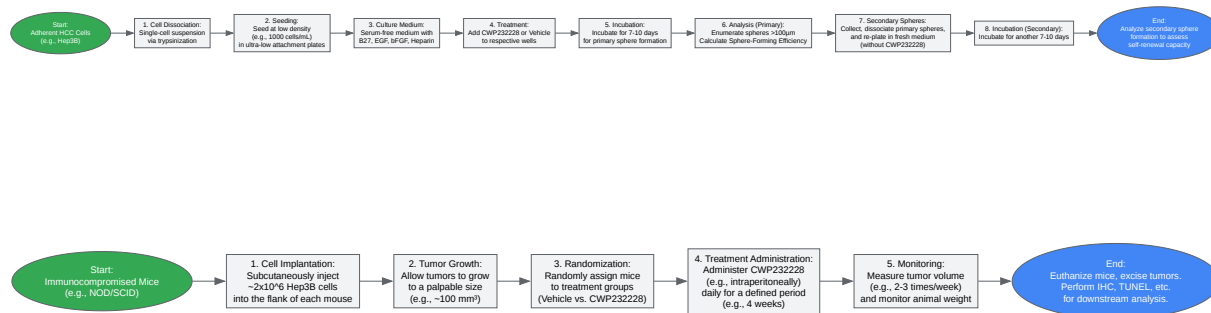 Start:
Adherent HCC Cells
(e.g., Hep3B)
1. Cell Dissociation:
Single-cell suspension
via trypsinization
2. Seeding:
Seed at low density
(e.g., 1000 cells/mL)
in ultra-low attachment plates
3. Culture Medium:
Serum-free medium with
B27, EGF, bFGF, Heparin
4. Treatment:
Add CWP232228 or Vehicle
to respective wells
5. Incubation:
Incubate for 7-10 days
for primary sphere formation
6. Analysis (Primary):
Enumerate spheres >100µm
Calculate Sphere-Forming Efficiency
7. Secondary Spheres:
Collect, dissociate primary spheres,
and re-plate in fresh medium
(without CWP232228)
8. Incubation (Secondary):
Incubate for another 7-10 days
End:
Analyze secondary sphere
formation to assess
self-renewal capacity
Start:
Immunocompromised Mice
(e.g., NOD/SCID)
1. Cell Implantation:
Subcutaneously inject
~2x10^6 Hep3B cells
into the flank of each mouse
2. Tumor Growth:
Allow tumors to grow
to a palpable size
(e.g., ~100 mm³)
3. Randomization:
Randomly assign mice
to treatment groups
(Vehicle vs. CWP232228)
4. Treatment Administration:
Administer CWP232228
(e.g., intraperitoneally)
daily for a defined period
(e.g., 4 weeks)
5. Monitoring:
Measure tumor volume
(e.g., 2-3 times/week)
and monitor animal weight
End:
Euthanize mice, excise tumors.
Perform IHC, TUNEL, etc.
for downstream analysis.